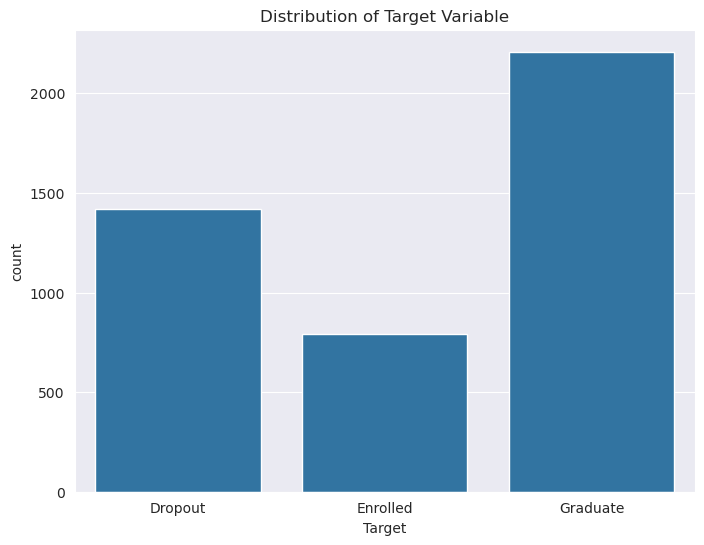 Distribution of Target Variable
2000
1500
1000
500
0
count
Dropout Enrolled Graduate
Target